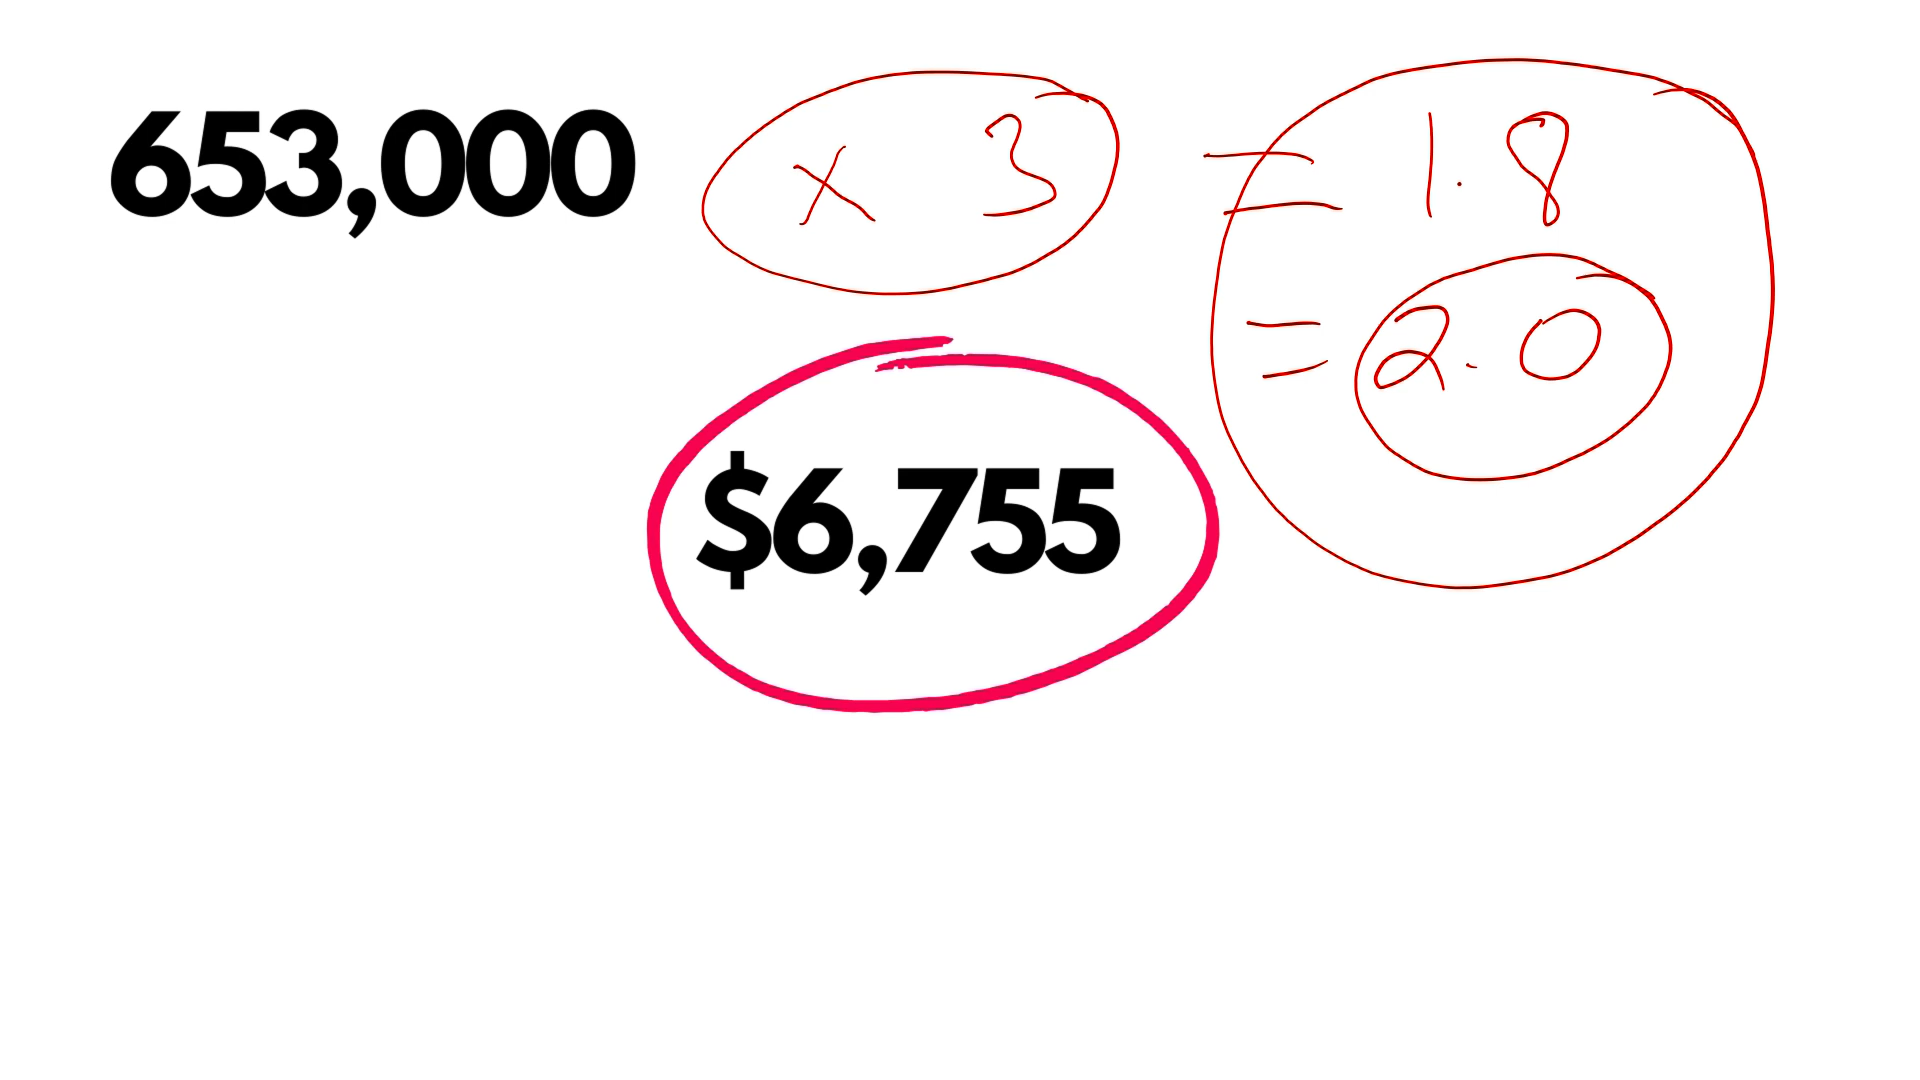 653,000 x 3 = 1.8
= 2.0
$6,755